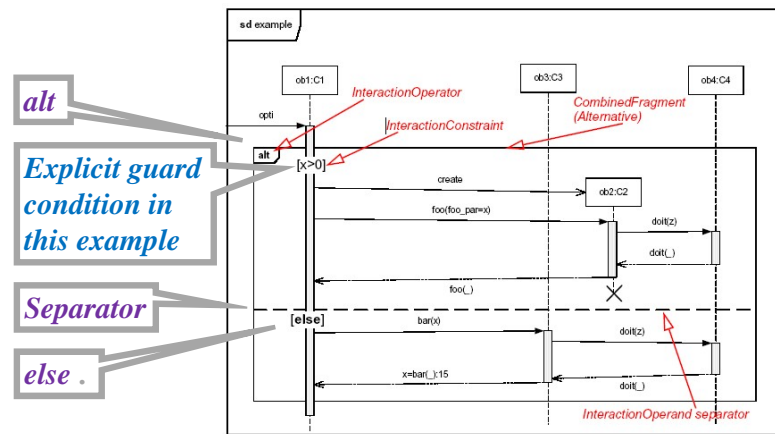 sd example
ob1:C1
ob3:C3
ob4:C4
alt
InteractionOperator
CombinedFragment
(Alternative)
opti
InteractionConstraint
alt
[x>0]
Explicit guard
condition in
this example
create
ob2:C2
foo(foo_par=x)
doit(z)
doit(_)
foo(_)
Separator
[else]
bar(x)
doit(z)
else .
x=bar(_):15
doit(_)
InteractionOperand separator